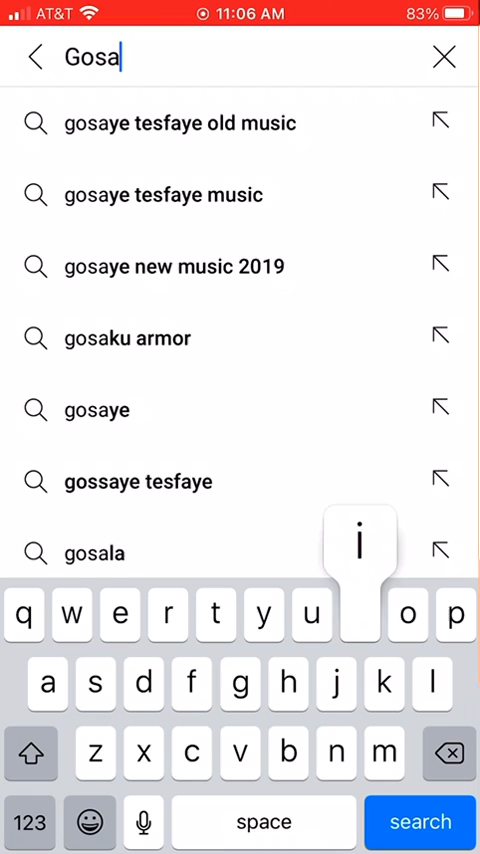 AT&T 11:06 AM 83%
Gosa
gosaye tesfaye old music
gosaye tesfaye music
gosaye new music 2019
gosaku armor
gosaye
gossaye tesfaye
gosala
i
q w e r t y u o p
a s d f g h j k l
z x c v b n m
123 space search